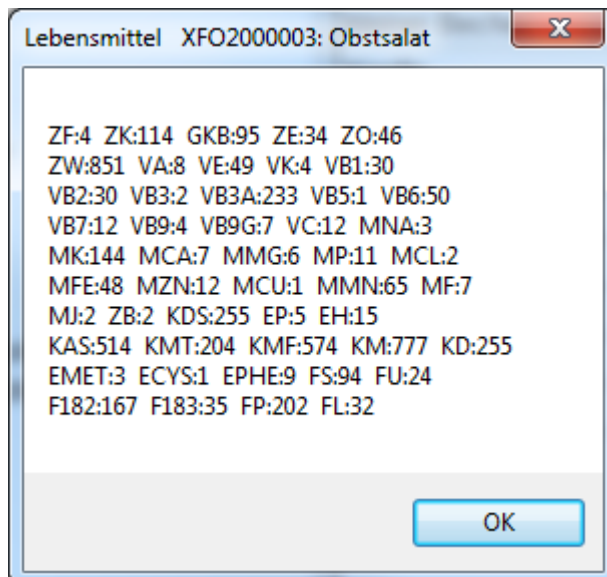 Lebensmittel XFO2000003: Obstsalat
ZF:4 ZK:114 GKB:95 ZE:34 ZO:46
ZW:851 VA:8 VE:49 VK:4 VB1:30
VB2:30 VB3:2 VB3A:233 VB5:1 VB6:50
VB7:12 VB9:4 VB9G:7 VC:12 MNA:3
MK:144 MCA:7 MMG:6 MP:11 MCL:2
MFE:48 MZN:12 MCU:1 MMN:65 MF:7
MJ:2 ZB:2 KDS:255 EP:5 EH:15
KAS:514 KMT:204 KMF:574 KM:777 KD:255
EMET:3 ECYS:1 EPHE:9 FS:94 FU:24
F182:167 F183:35 FP:202 FL:32
OK